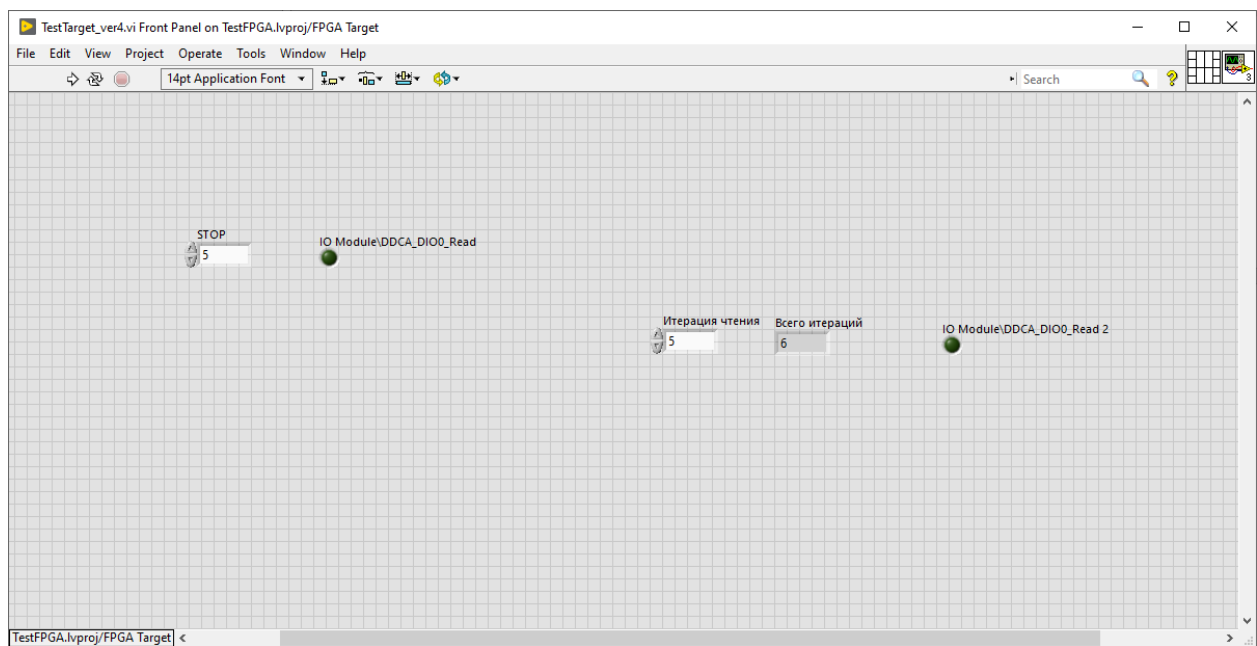 TestTarget_ver4.vi Front Panel on TestFPGA.lvproj/FPGA Target
File Edit View Project Operate Tools Window Help
14pt Application Font
Search
3
STOP
5
IO Module\DDCA_DIO0_Read
Итерация чтения
5
Всего итераций
6
IO Module\DDCA_DIO0_Read 2
TestFPGA.lvproj/FPGA Target